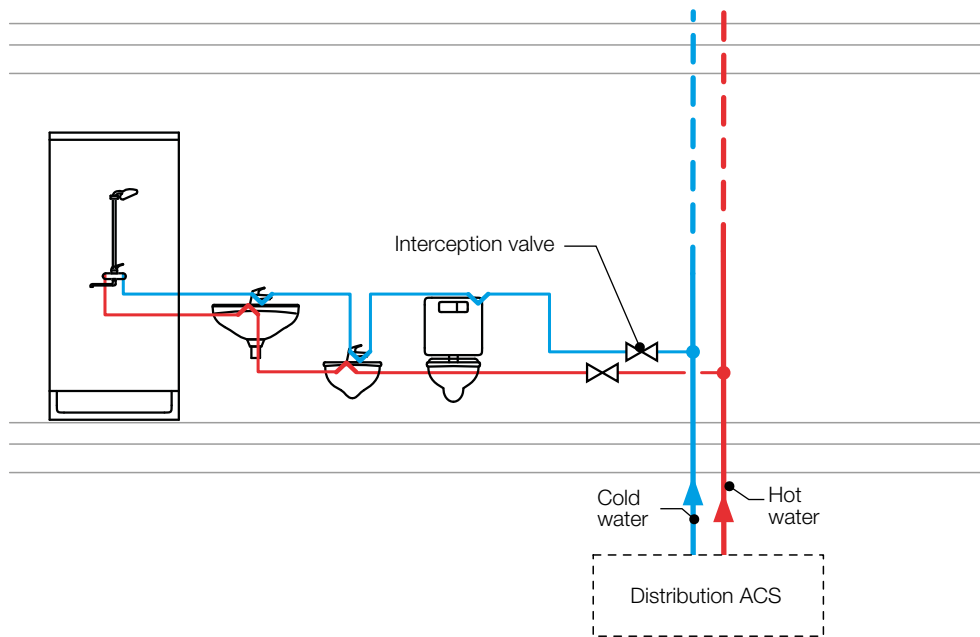 Interception valve
Cold
water
Hot
water
Distribution ACS